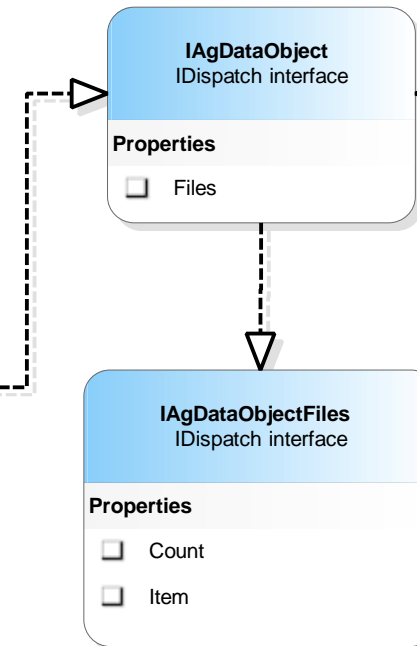 IAgDataObject
IDispatch interface
Properties
Files
IAgDataObjectFiles
IDispatch interface
Properties
Count
Item